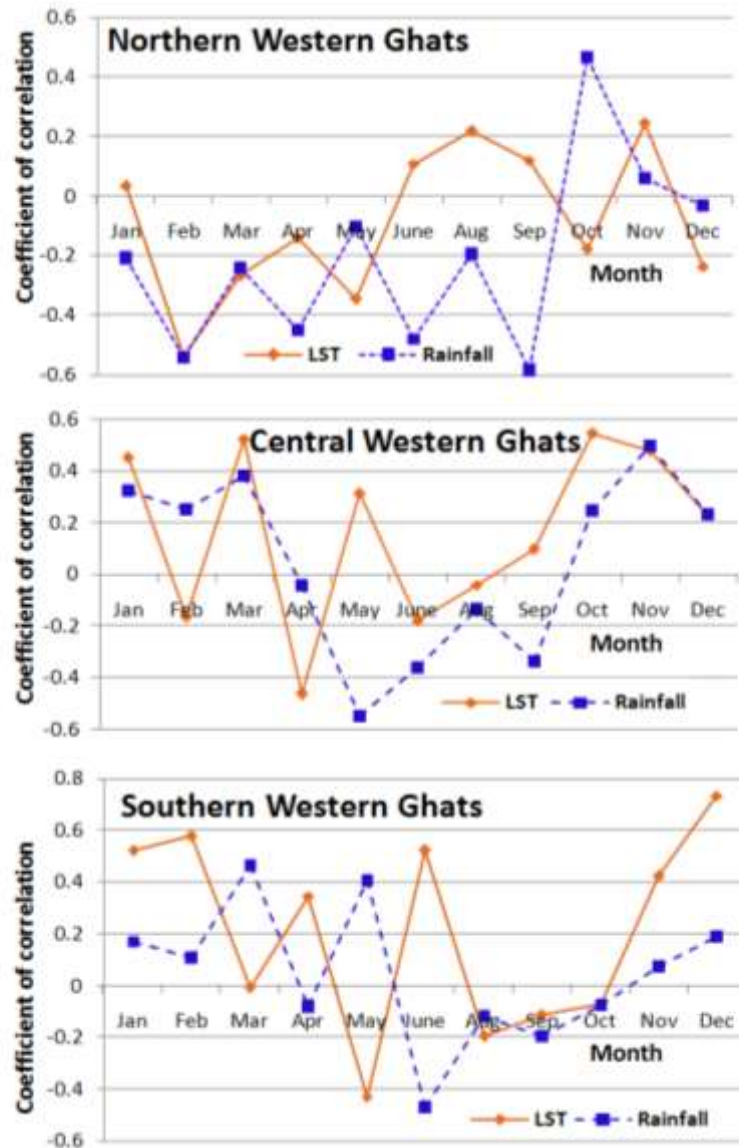 Northern Western Ghats
Coefficient of correlation
0.6
0.4
0.2
0
-0.2
-0.4
-0.6
Jan Feb Mar Apr May June Aug Sep Oct Nov Dec
Month
LST Rainfall
Central Western Ghats
Coefficient of correlation
0.6
0.4
0.2
0
-0.2
-0.4
-0.6
Jan Feb Mar Apr May June Aug Sep Oct Nov Dec
Month
LST Rainfall
Southern Western Ghats
Coefficient of correlation
0.8
0.6
0.4
0.2
0
-0.2
-0.4
-0.6
Jan Feb Mar Apr May June Aug Sep Oct Nov Dec
Month
LST Rainfall